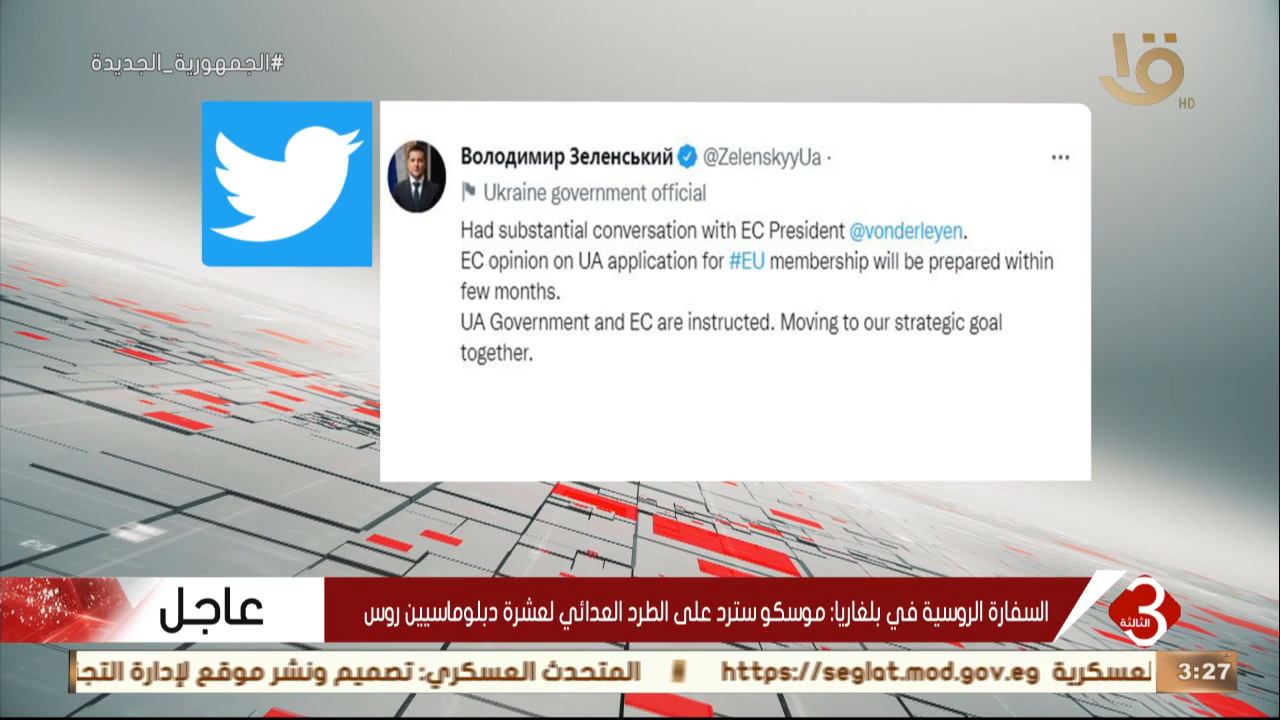 #الجمهورية_الجديدة
HD
Володимир Зеленський @ZelenskyyUa ·
Ukraine government official
Had substantial conversation with EC President @vonderleyen.
EC opinion on UA application for #EU membership will be prepared within
few months.
UA Government and EC are instructed. Moving to our strategic goal
together.
3 الثالثة
السفارة الروسية في بلغاريا: موسكو سترد على الطرد العدائي لعشرة دبلوماسيين روس
عاجل
3:27
لعسكرية https://seglat.mod.gov.eg المتحدث العسكري: تصميم ونشر موقع لإدارة التجا